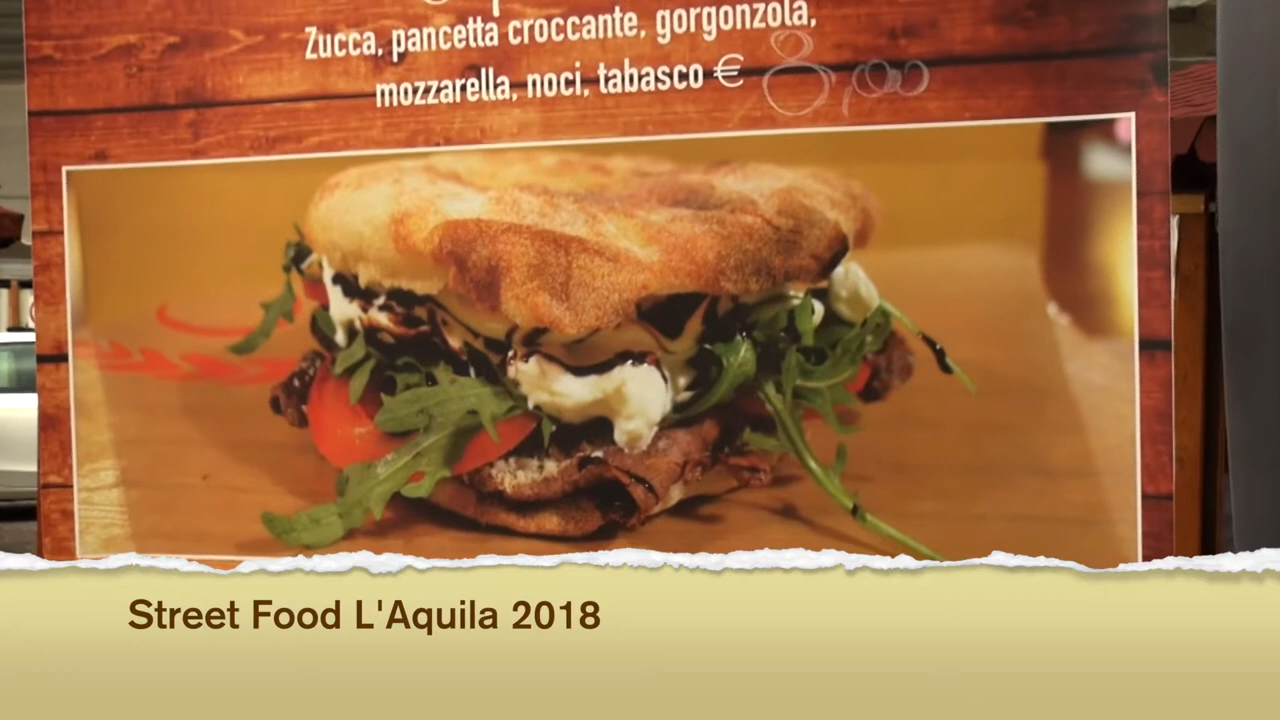 Zucca, pancetta croccante, gorgonzola,
mozzarella, noci, tabasco € 8,00
Street Food L'Aquila 2018